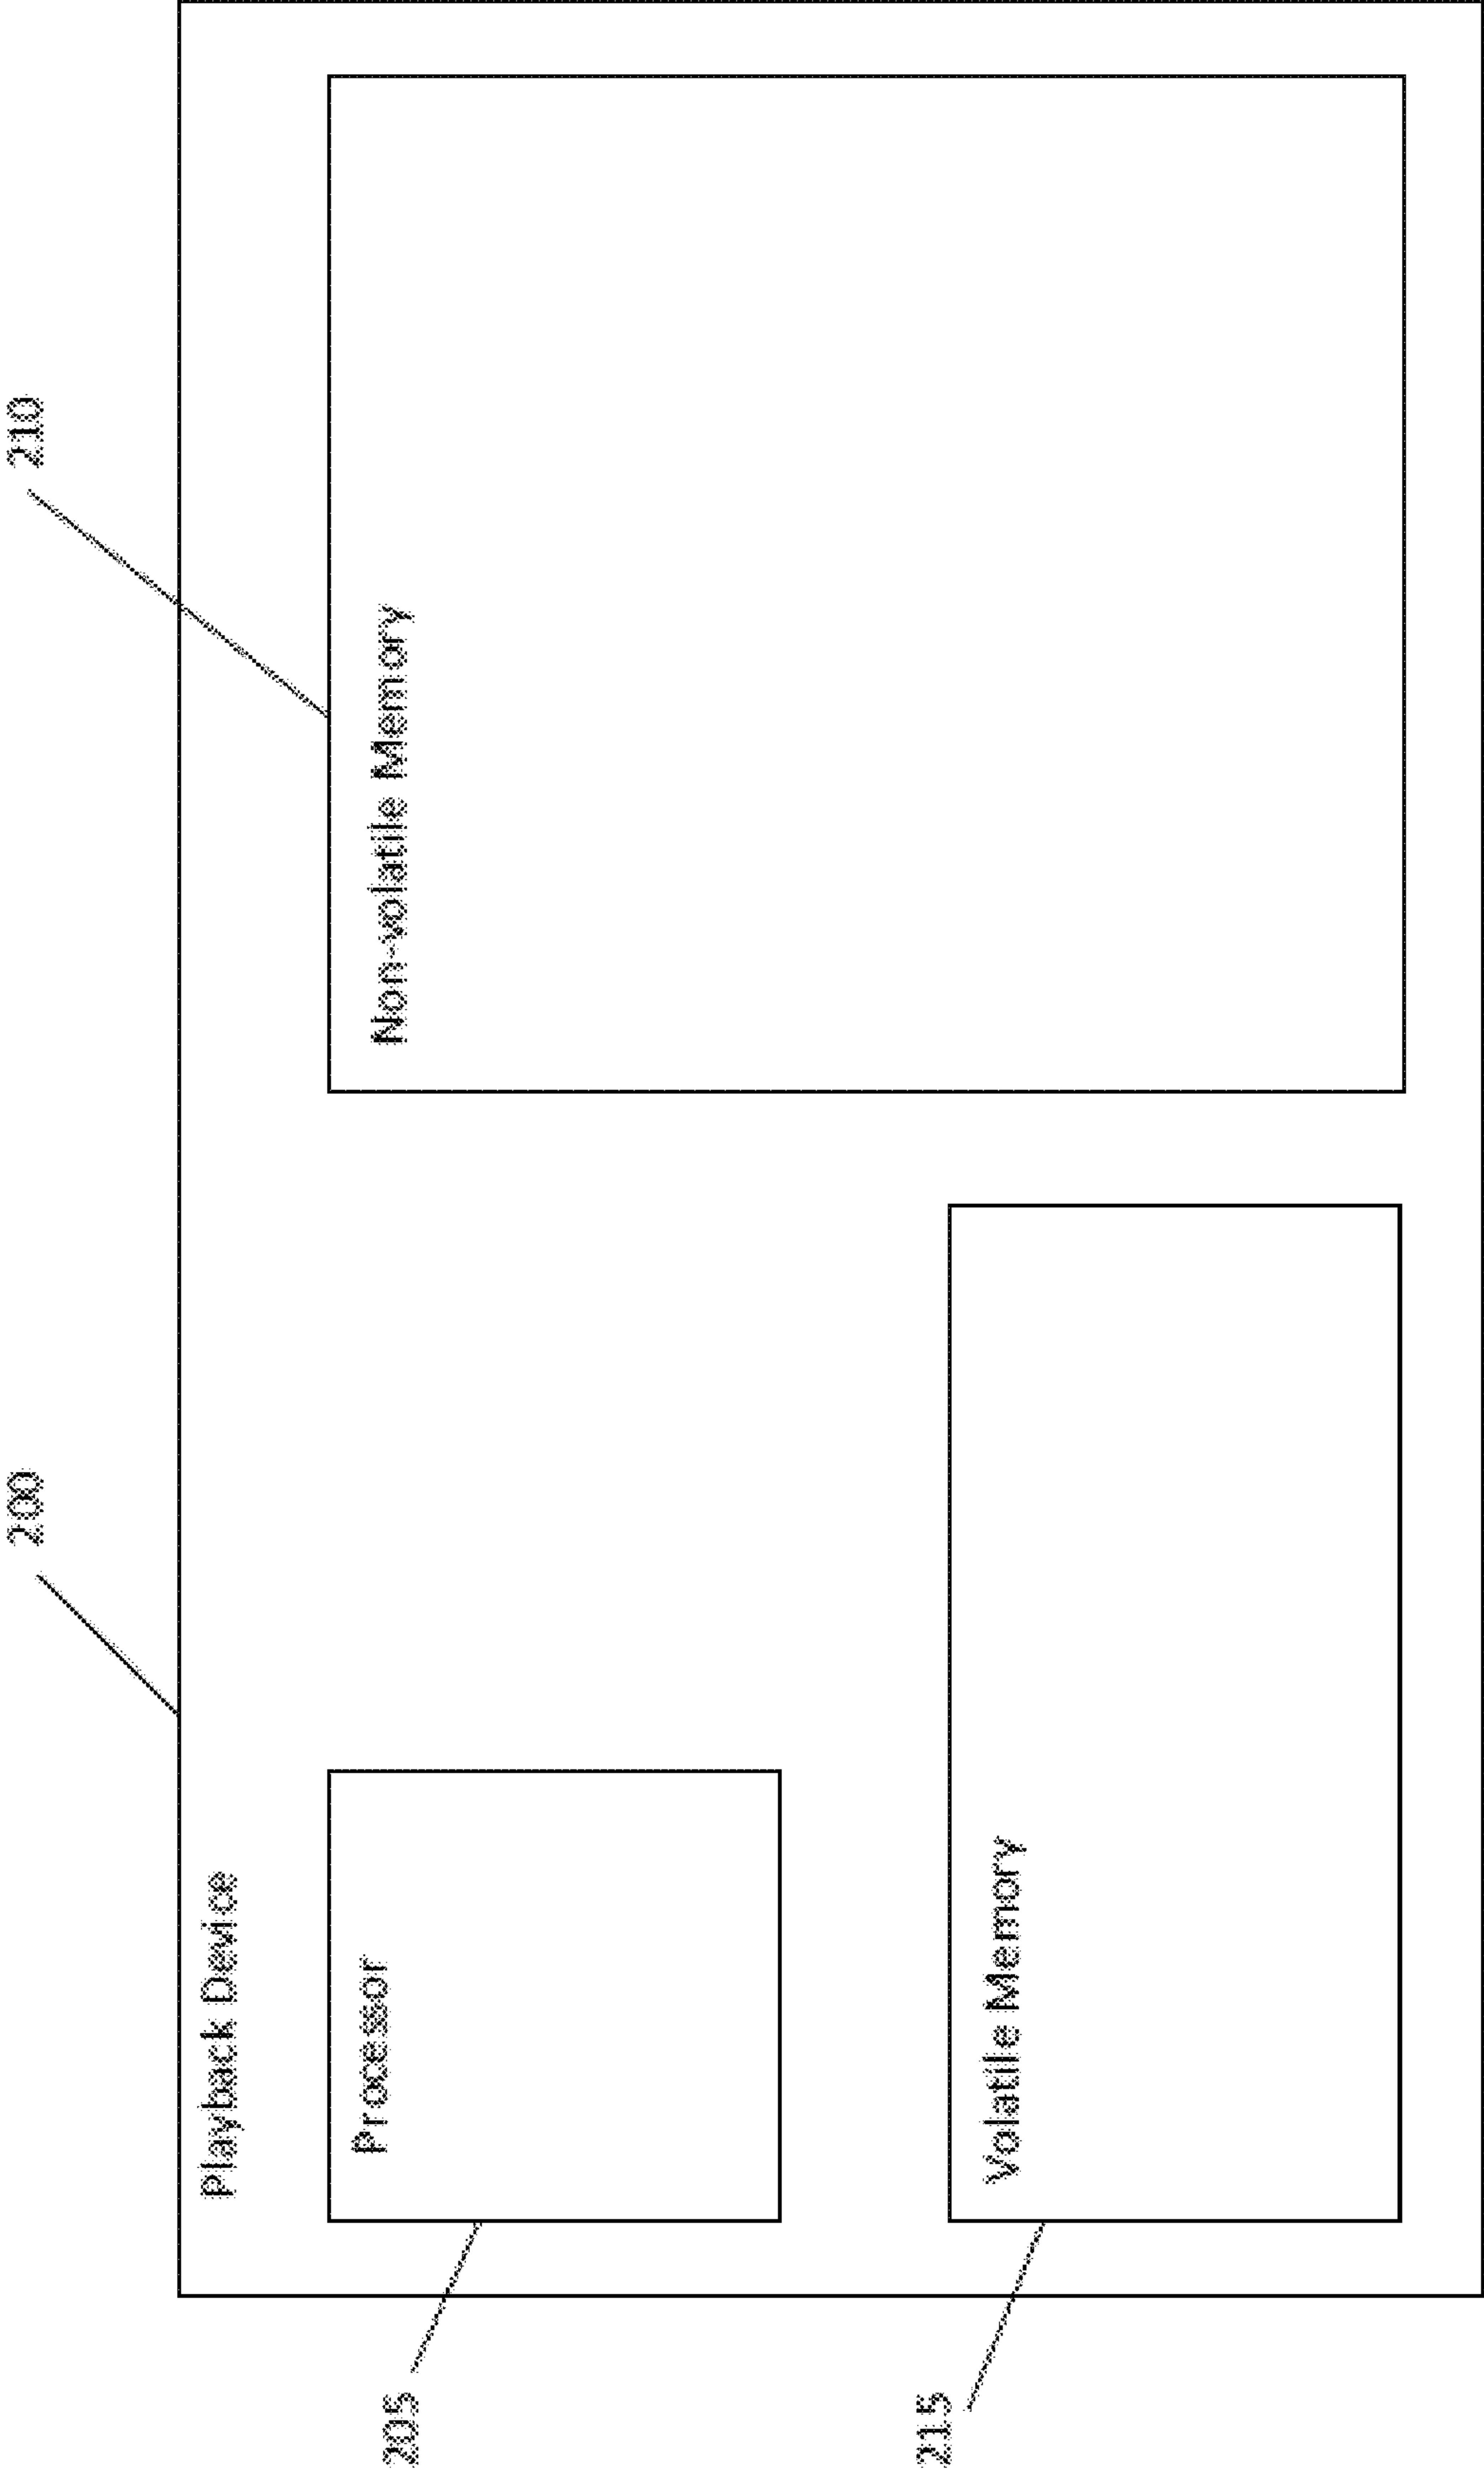 200
210
Playback Device
205
Processor
Non-volatile Memory
215
Volatile Memory